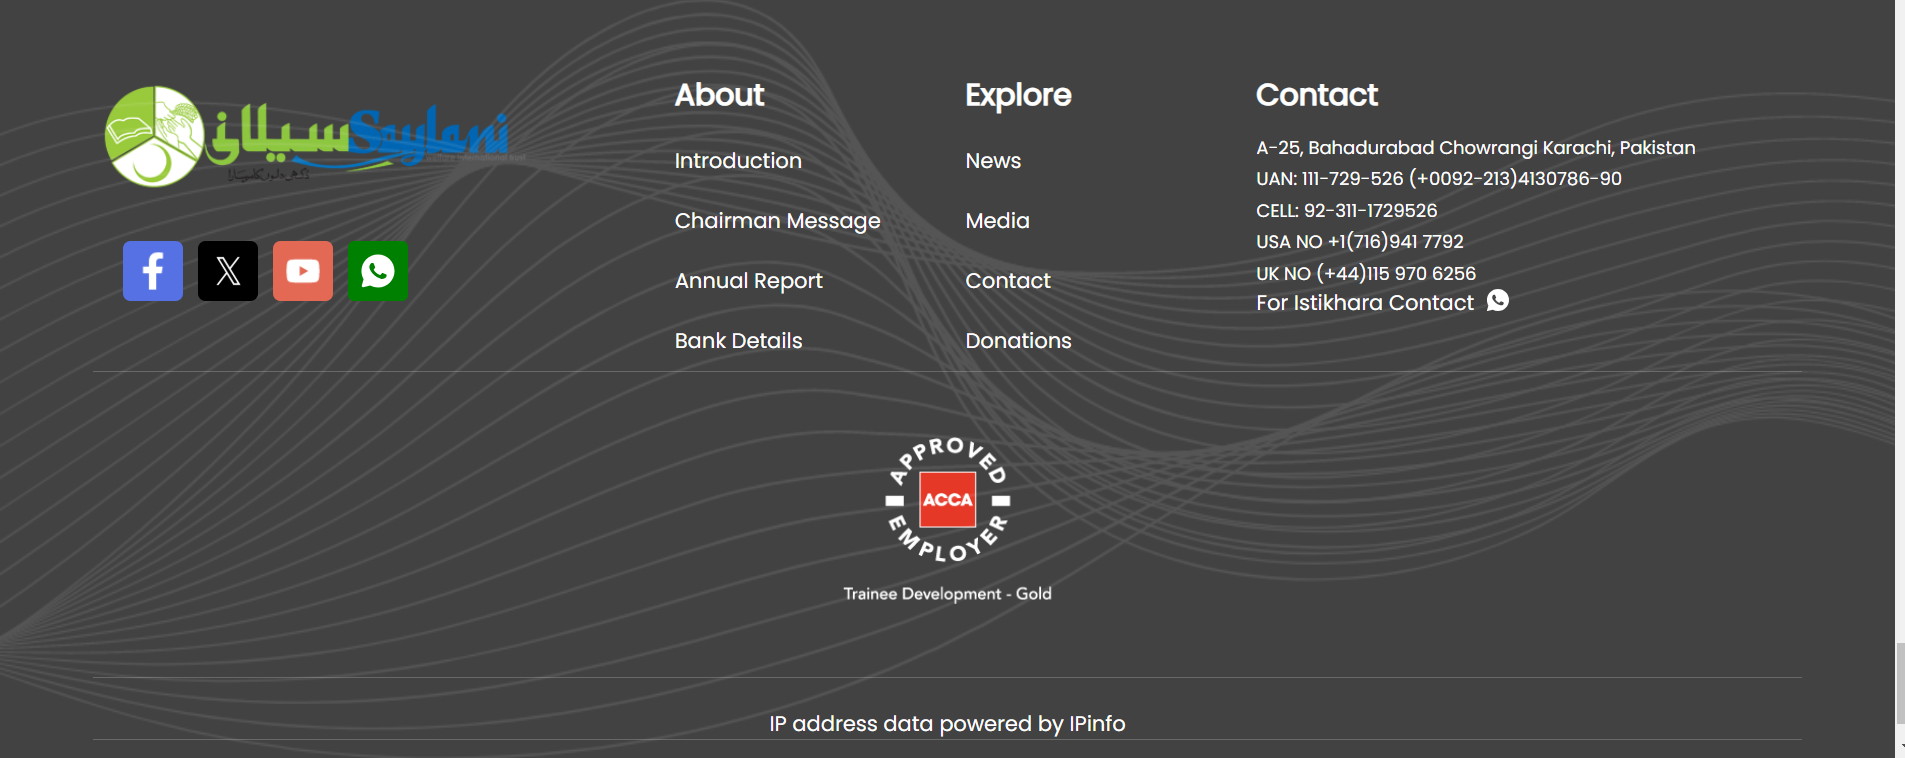 سیلانی Saylani
About
Introduction
Chairman Message
Annual Report
Bank Details
Explore
News
Media
Contact
Donations
Contact
A-25, Bahadurabad Chowrangi Karachi, Pakistan
UAN: 111-729-526 (+0092-213)4130786-90
CELL: 92-311-1729526
USA NO +1(716)941 7792
UK NO (+44)115 970 6256
For Istikhara Contact
APPROVED
ACCA
EMPLOYER
Trainee Development - Gold
IP address data powered by IPinfo